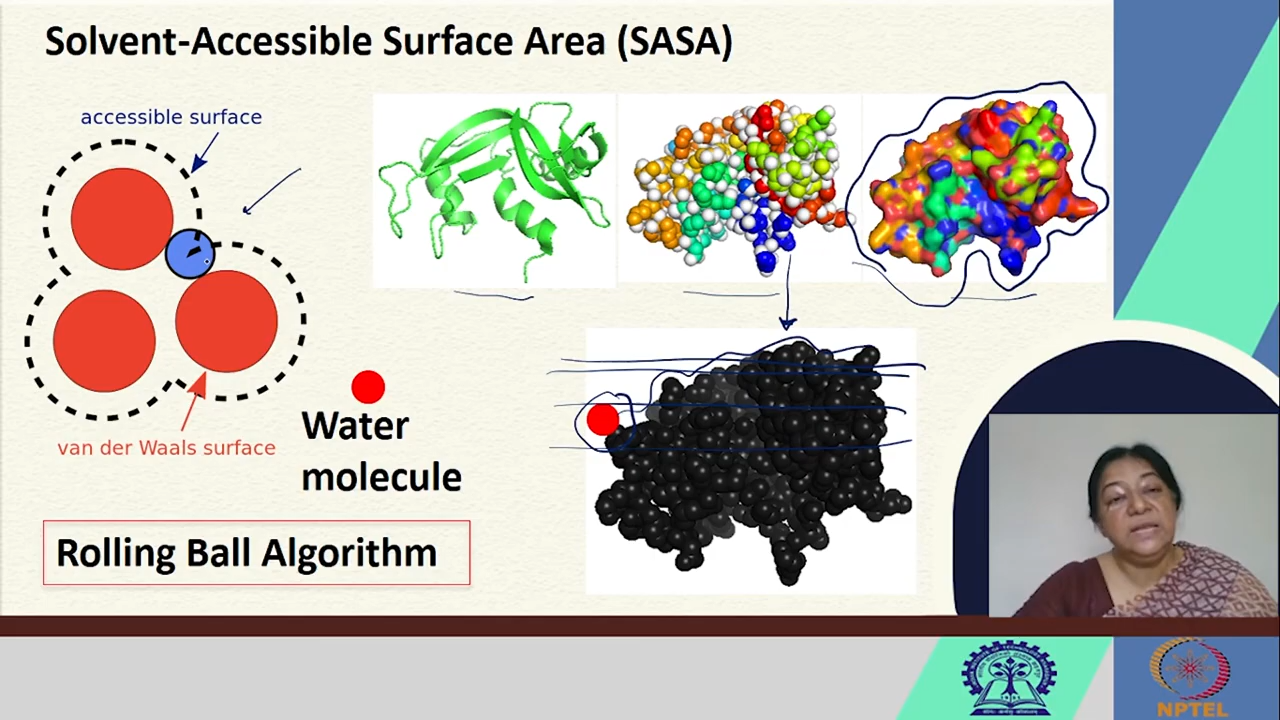 Solvent-Accessible Surface Area (SASA)
accessible surface
van der Waals surface
Water
molecule
Rolling Ball Algorithm
NPTEL